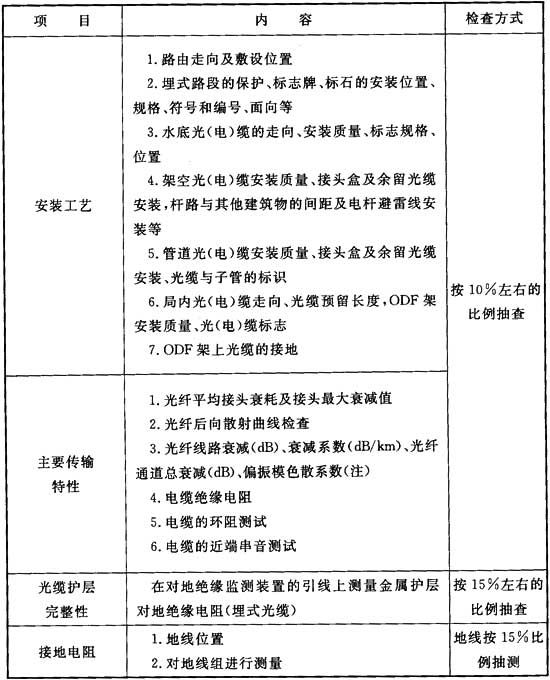 项 目
内 容
检查方式
安装工艺
1.路由走向及敷设位置
2.埋式路段的保护、标志牌、标石的安装位置、
规格、符号和编号、面向等
3.水底光(电)缆的走向、安装质量、标志规格、
位置
4.架空光(电)缆安装质量、接头盒及余留光缆
安装,杆路与其他建筑物的间距及电杆避雷线安
装等
5.管道光(电)缆安装质量、接头盒及余留光缆
安装、光缆与子管的标识
6.局内光(电)缆走向、光缆预留长度,ODF架
安装质量、光(电)缆标志
7.ODF架上光缆的接地
按10%左右的
比例抽查
主要传输
特性
1.光纤平均接头衰耗及接头最大衰减值
2.光纤后向散射曲线检查
3.光纤线路衰减(dB)、衰减系数(dB/km)、光纤
通道总衰减(dB)、偏振模色散系数(注)
4.电缆绝缘电阻
5.电缆的环阻测试
6.电缆的近端串音测试
光缆护层
完整性
在对地绝缘监测装置的引线上测量金属护层
对地绝缘电阻(埋式光缆)
按15%左右的
比例抽查
接地电阻
1.地线位置
2.对地线组进行测量
地线按15%比
例抽测